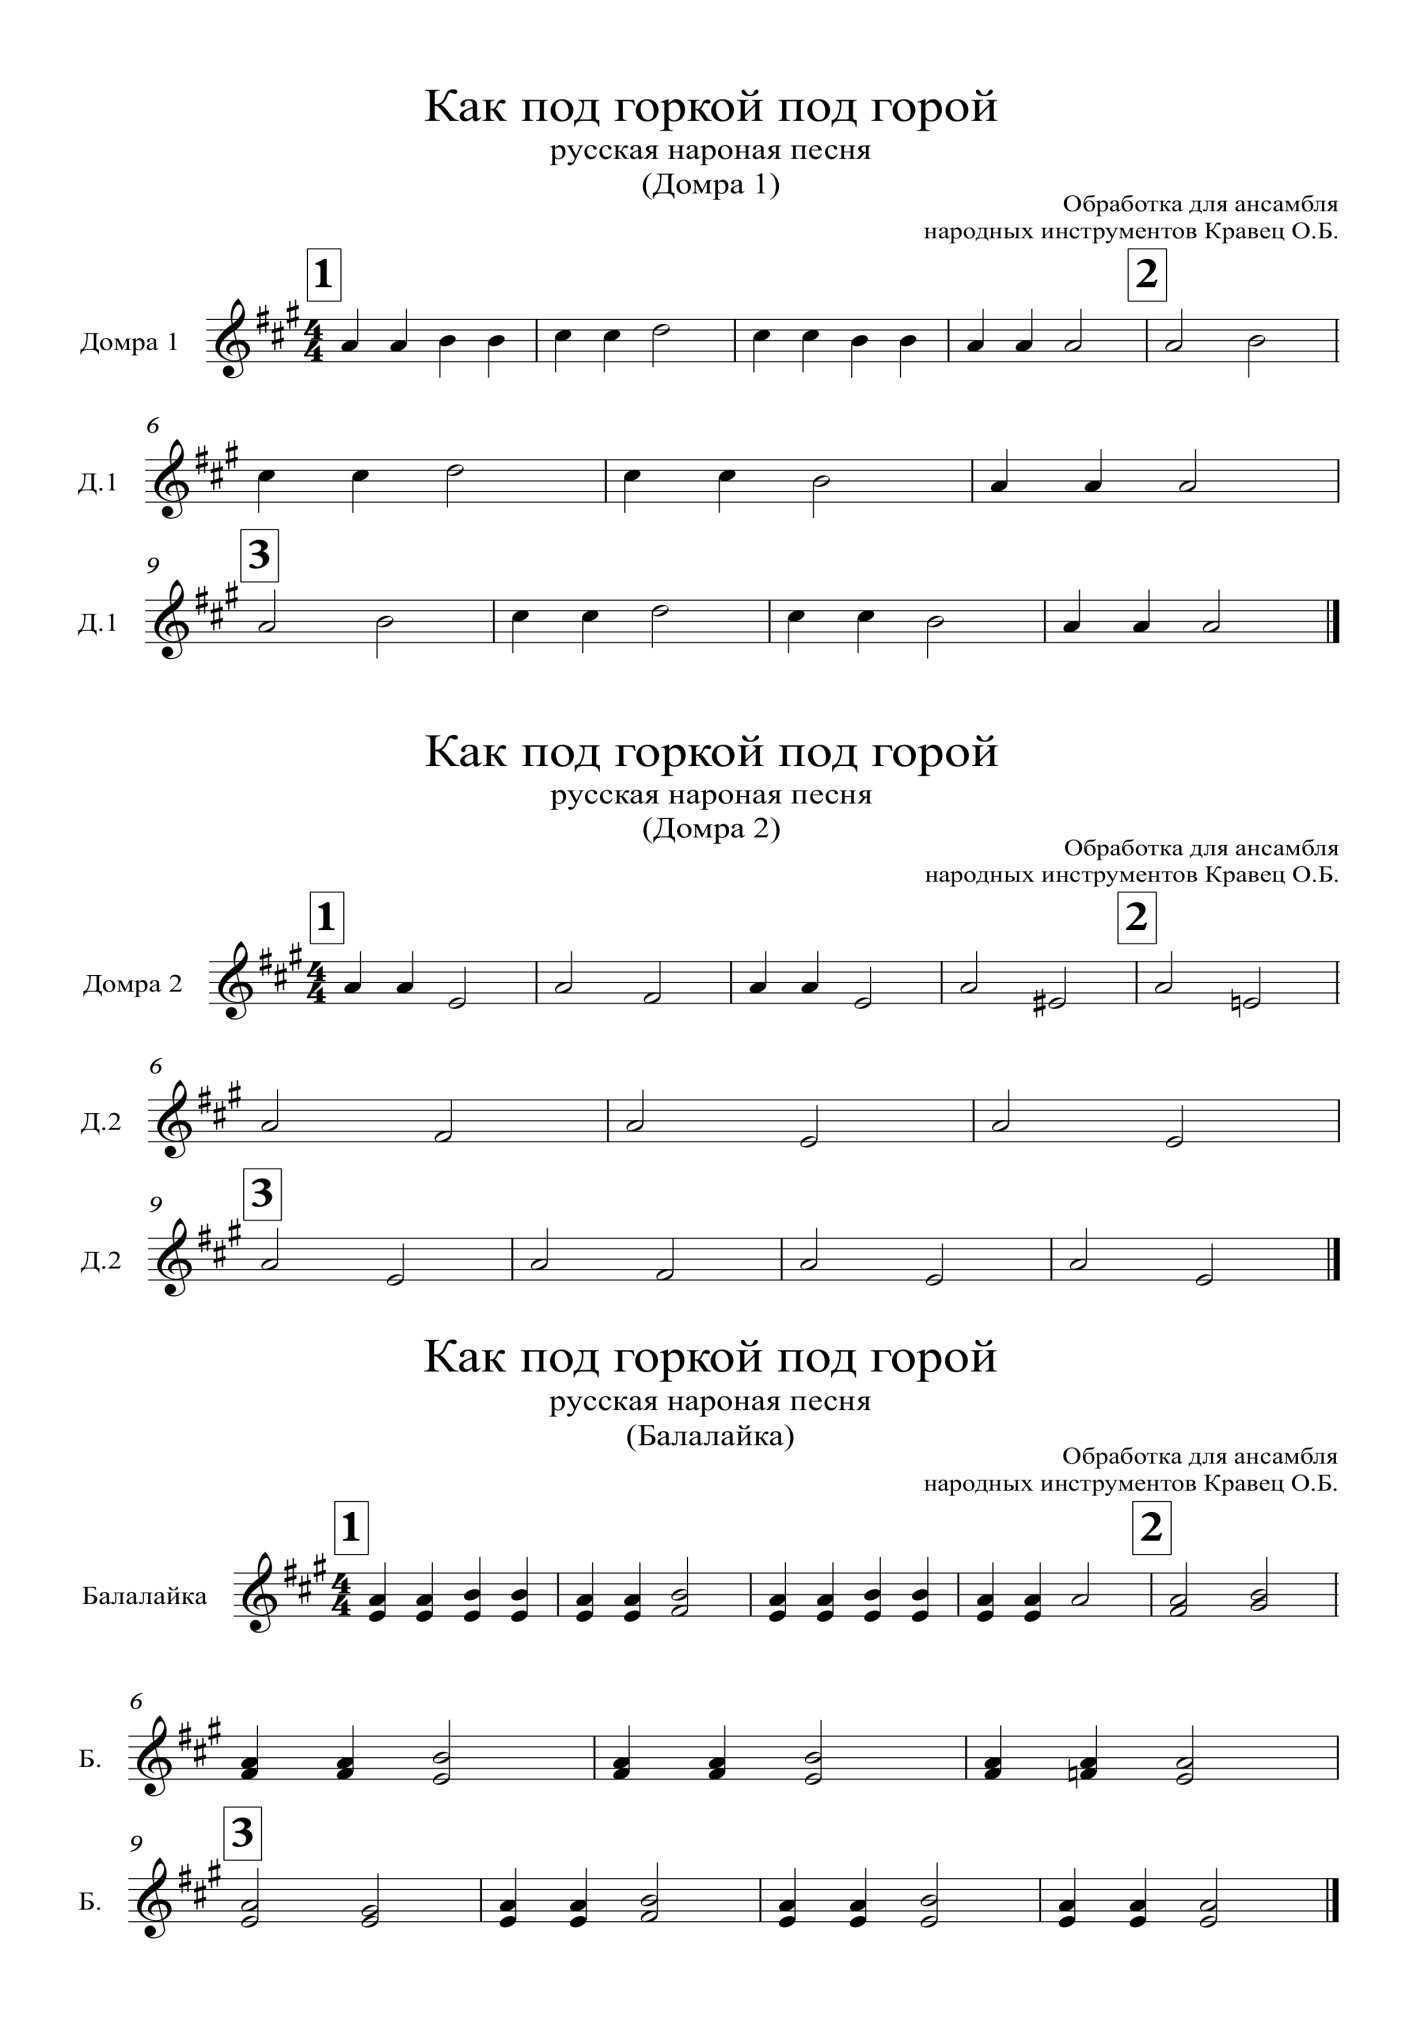 Как под горкой под горой
русская нароная песня
(Домра 1)
Обработка для ансамбля
народных инструментов Кравец О.Б.
1
2
Домра 1
6
Д.1
3
9
Д.1
Как под горкой под горой
русская нароная песня
(Домра 2)
Обработка для ансамбля
народных инструментов Кравец О.Б.
1
2
Домра 2
6
Д.2
3
9
Д.2
Как под горкой под горой
русская нароная песня
(Балалайка)
Обработка для ансамбля
народных инструментов Кравец О.Б.
1
2
Балалайка
6
Б.
3
9
Б.